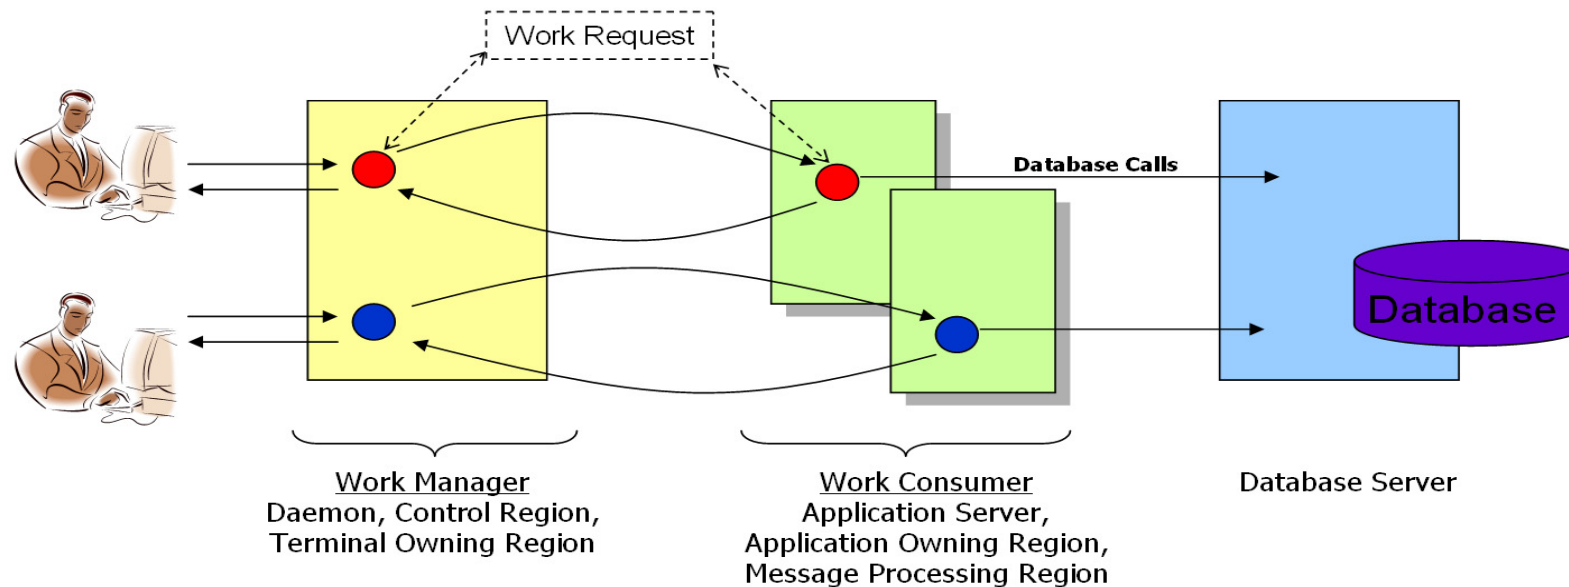 Work Request
Database Calls
Database
Work Manager
Daemon, Control Region,
Terminal Owning Region
Work Consumer
Application Server,
Application Owning Region,
Message Processing Region
Database Server